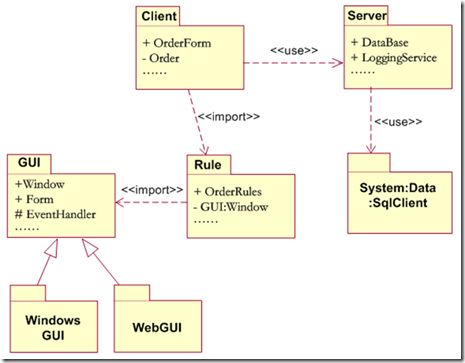 Client
+ OrderForm
- Order
......
<<use>>
Server
+ DataBase
+ LoggingService
......
<<import>>
<<use>>
GUI
+Window
+ Form
# EventHandler
......
<<import>>
Rule
+ OrderRules
- GUI:Window
......
System:Data
:SqlClient
Windows
GUI
WebGUI